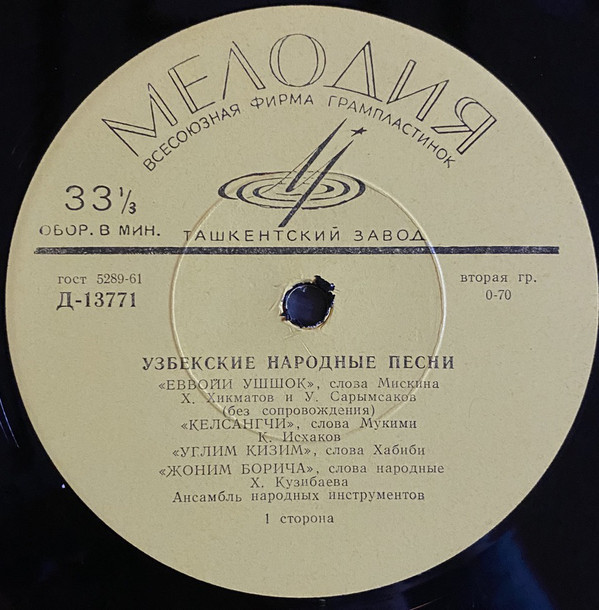 МЕЛОДИЯ
ВСЕСОЮЗНАЯ ФИРМА ГРАМПЛАСТИНОК
33 1/3
ОБОР. В МИН.
ТАШКЕНТСКИЙ ЗАВОД
гост 5289-61
Д-13771
вторая гр.
0-70
УЗБЕКСКИЕ НАРОДНЫЕ ПЕСНИ
«ЕВВОЙИ УШШОК», слова Мискина
Х. Хикматов и У. Сарымсаков
(без сопровождения)
«КЕЛСАНГЧИ», слова Мукими
К. Исхаков
«УГЛИМ КИЗИМ», слова Хабиби
«ЖОНИМ БОРИЧА», слова народные
Х. Кузибаева
Ансамбль народных инструментов
1 сторона